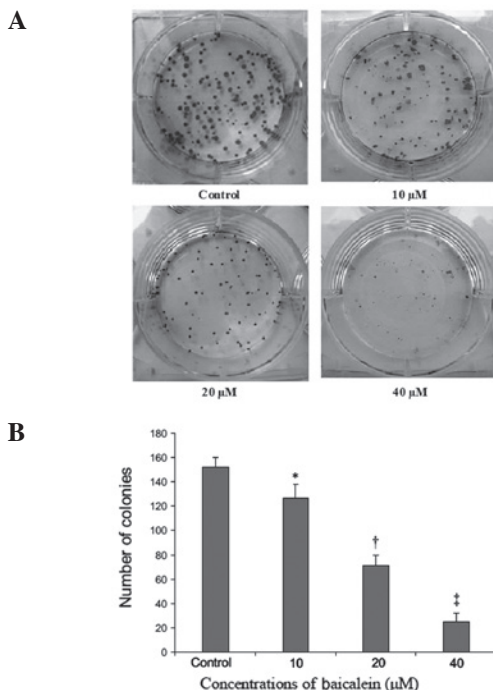 A
Control
10 µM
20 µM
40 µM
B
180
160
140
120
100
80
60
40
20
0
Number of colonies
*
†
‡
Control
10
20
40
Concentrations of baicalein (µM)